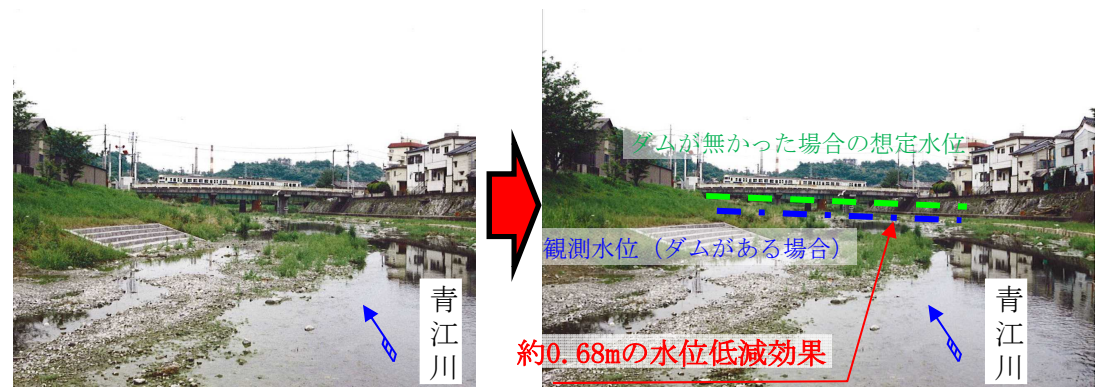 青江川
ダムが無かった場合の想定水位
観測水位（ダムがある場合）
約0.68mの水位低減効果
青江川